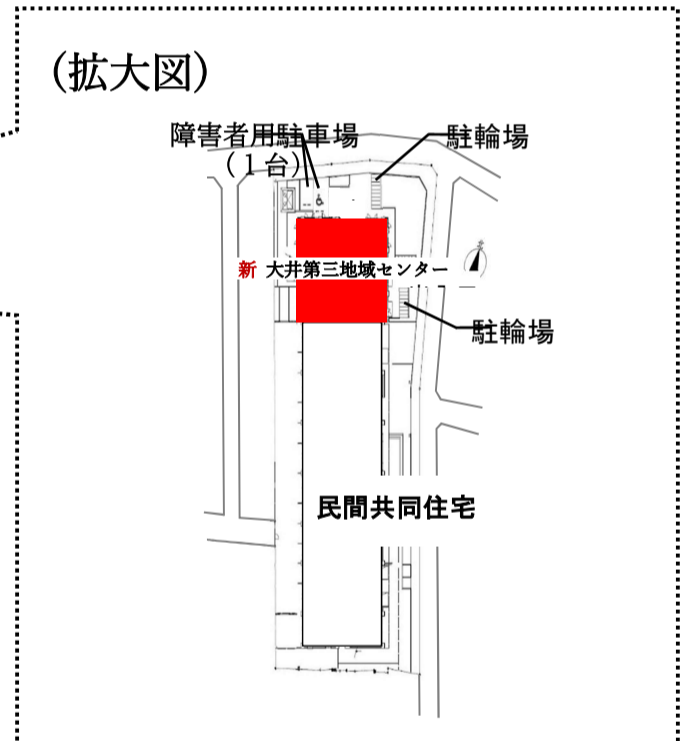 (拡大図)
障害者用駐車場
(1台)
駐輪場
新 大井第三地域センター
駐輪場
民間共同住宅